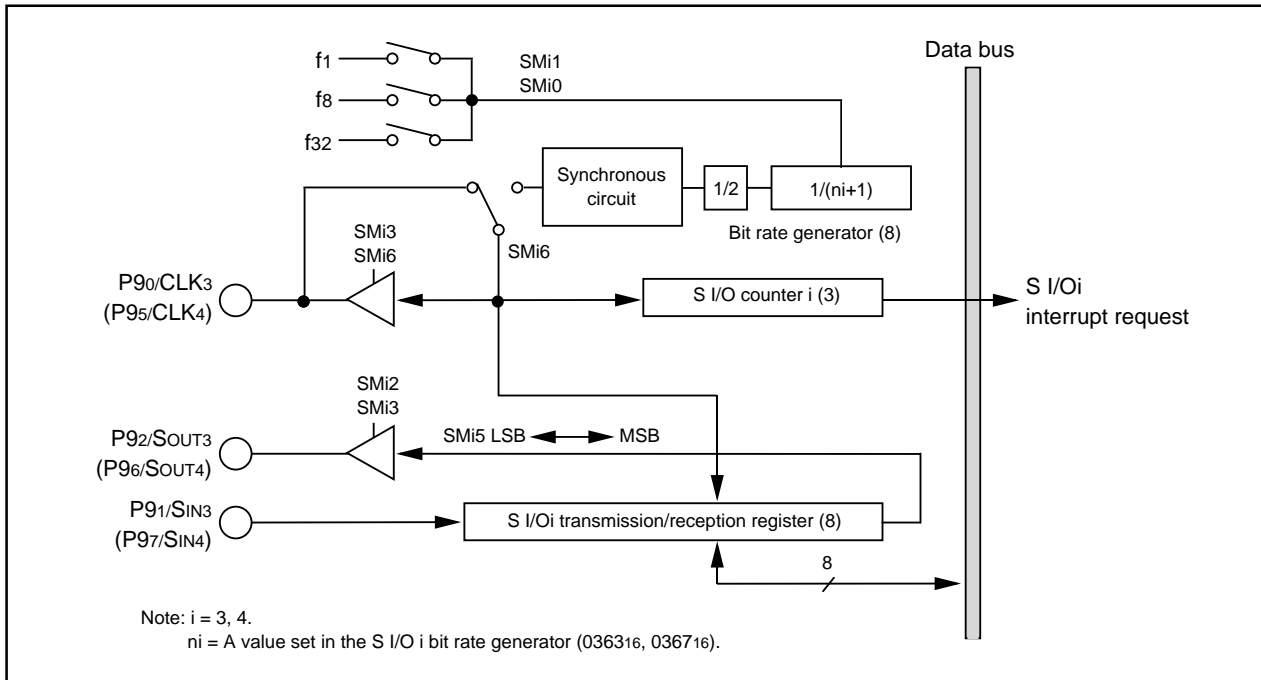 f1
f8
f32
SMi1
SMi0
Data bus
Synchronous
circuit
1/2
1/(ni+1)
Bit rate generator (8)
SMi3
SMi6
SMi6
P90/CLK3
(P95/CLK4)
S I/O counter i (3)
S I/Oi
interrupt request
SMi2
SMi3
SMi5 LSB
MSB
P92/SOUT3
(P96/SOUT4)
P91/SIN3
(P97/SIN4)
S I/Oi transmission/reception register (8)
8
Note: i = 3, 4.
ni = A value set in the S I/O i bit rate generator (036316, 036716).